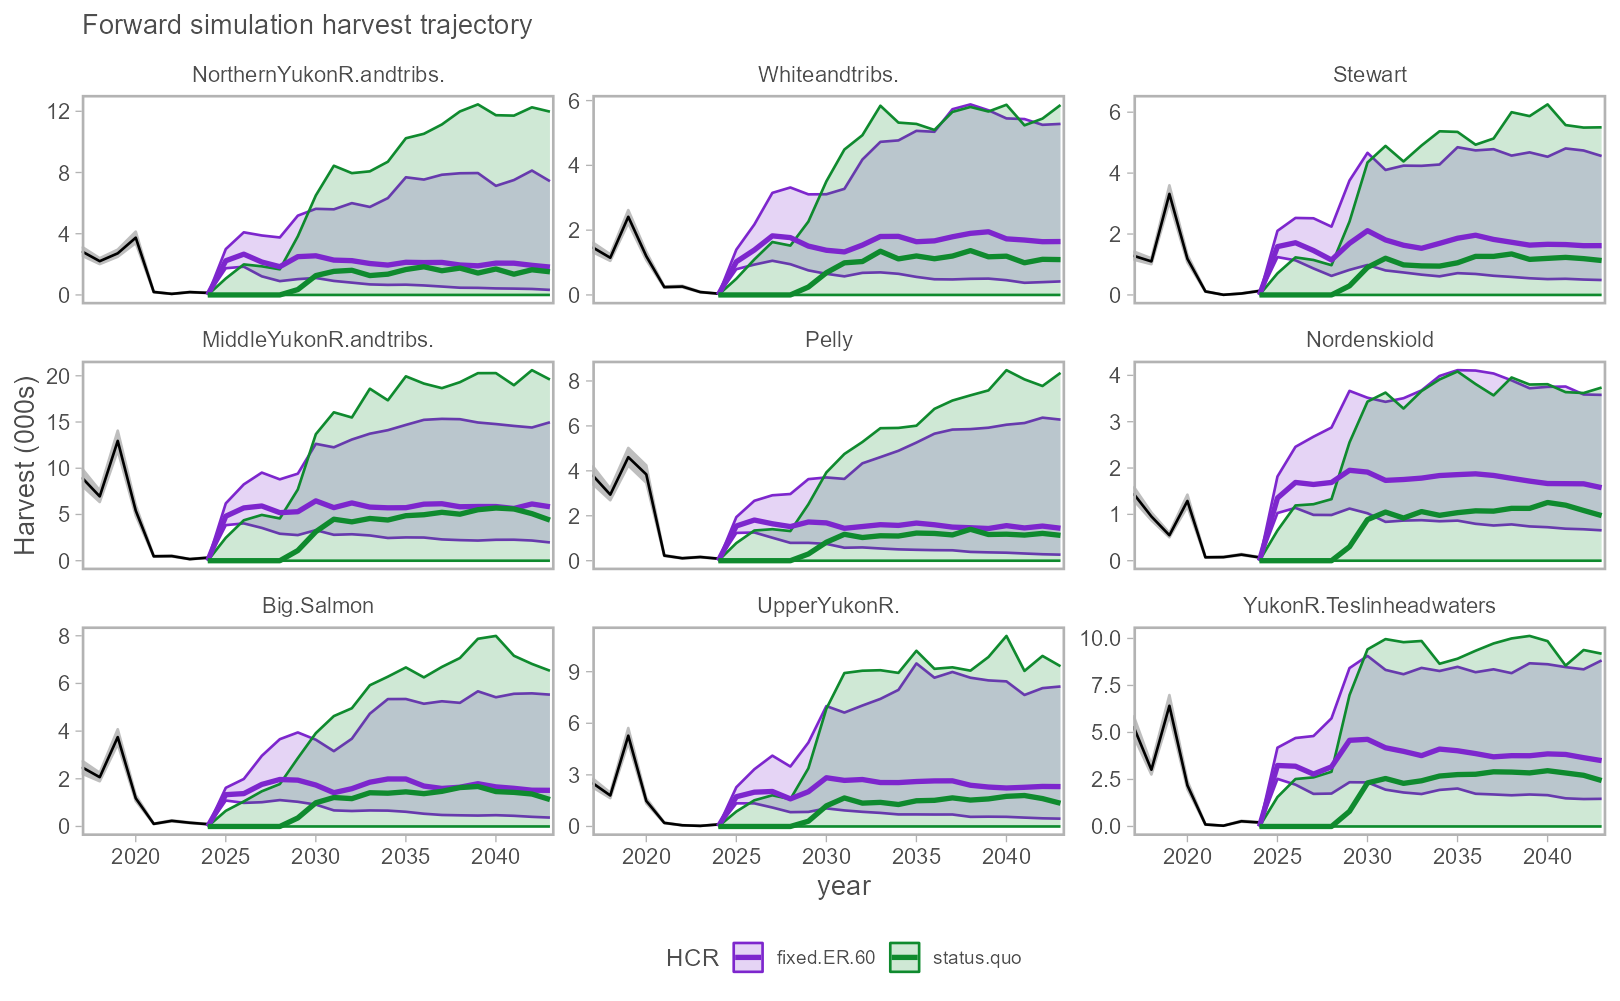 Forward simulation harvest trajectory
NorthernYukonR.andtribs.
Whiteandtribs.
Stewart
12
8
4
0
6
4
2
0
6
4
2
0
MiddleYukonR.andtribs.
Pelly
Nordenskiold
20
15
10
5
0
8
6
4
2
0
4
3
2
1
0
Harvest (000s)
Big.Salmon
UpperYukonR.
YukonR.Teslinheadwaters
8
6
4
2
0
9
6
3
0
10.0
7.5
5.0
2.5
0.0
2020 2025 2030 2035 2040
2020 2025 2030 2035 2040
2020 2025 2030 2035 2040
year
HCR fixed.ER.60 status.quo